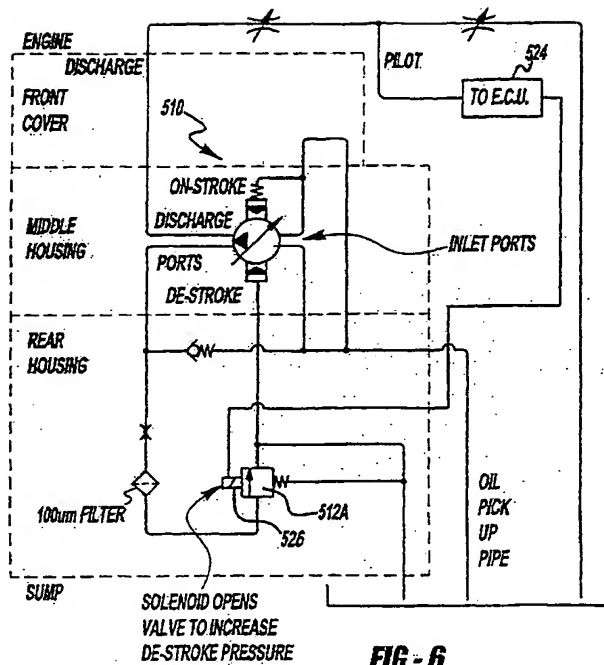 ENGINE
DISCHARGE
FRONT
COVER
PILOT
524
TO E.C.U.
510
ON-STROKE
MIDDLE
HOUSING
DISCHARGE
PORTS
INLET PORTS
DE-STROKE
REAR
HOUSING
100um FILTER
526
512A
OIL
PICK
UP
PIPE
SUMP
SOLENOID OPENS
VALVE TO INCREASE
DE-STROKE PRESSURE
FIG - 6